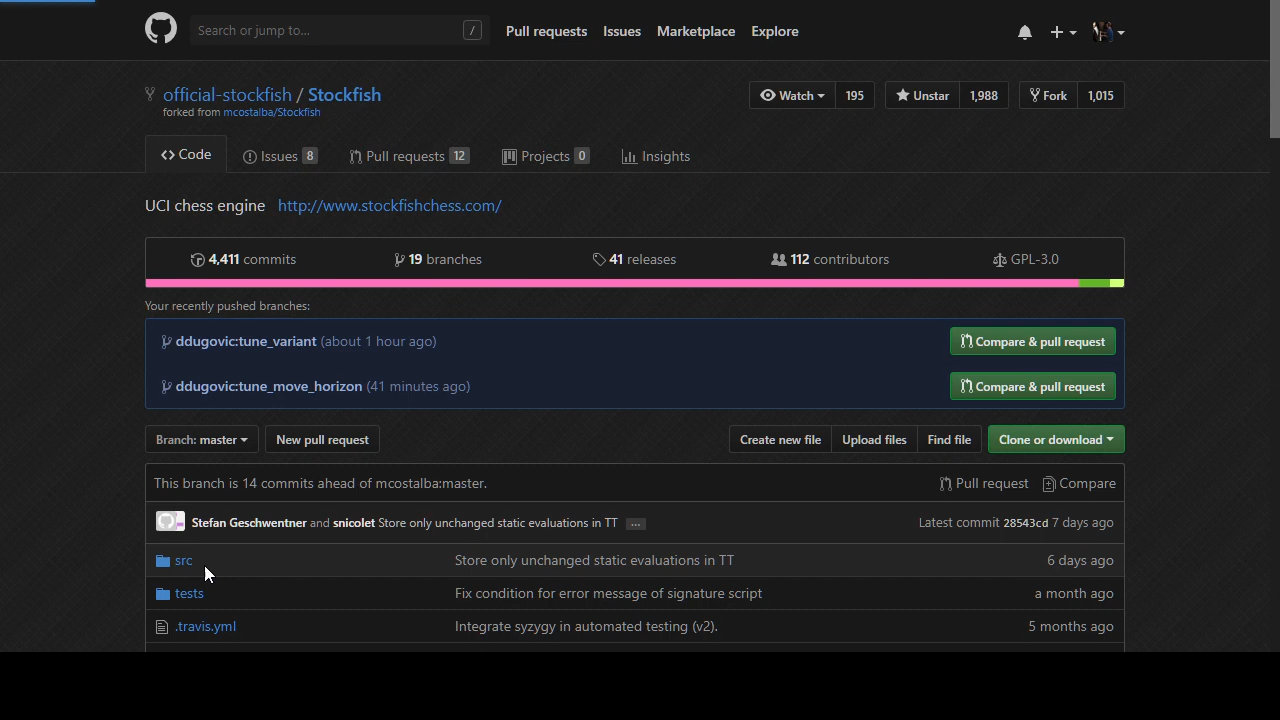 Search or jump to... / Pull requests Issues Marketplace Explore
official-stockfish / Stockfish Watch 195 Unstar 1,988 Fork 1,015
forked from mcostalba/Stockfish
Code Issues 8 Pull requests 12 Projects 0 Insights
UCI chess engine http://www.stockfishchess.com/
4,411 commits 19 branches 41 releases 112 contributors GPL-3.0
Your recently pushed branches:
ddugovic:tune_variant (about 1 hour ago) Compare & pull request
ddugovic:tune_move_horizon (41 minutes ago) Compare & pull request
Branch: master New pull request Create new file Upload files Find file Clone or download
This branch is 14 commits ahead of mcostalba:master. Pull request Compare
Stefan Geschwentner and snicolet Store only unchanged static evaluations in TT ... Latest commit 28543cd 7 days ago
src Store only unchanged static evaluations in TT 6 days ago
tests Fix condition for error message of signature script a month ago
.travis.yml Integrate syzygy in automated testing (v2). 5 months ago